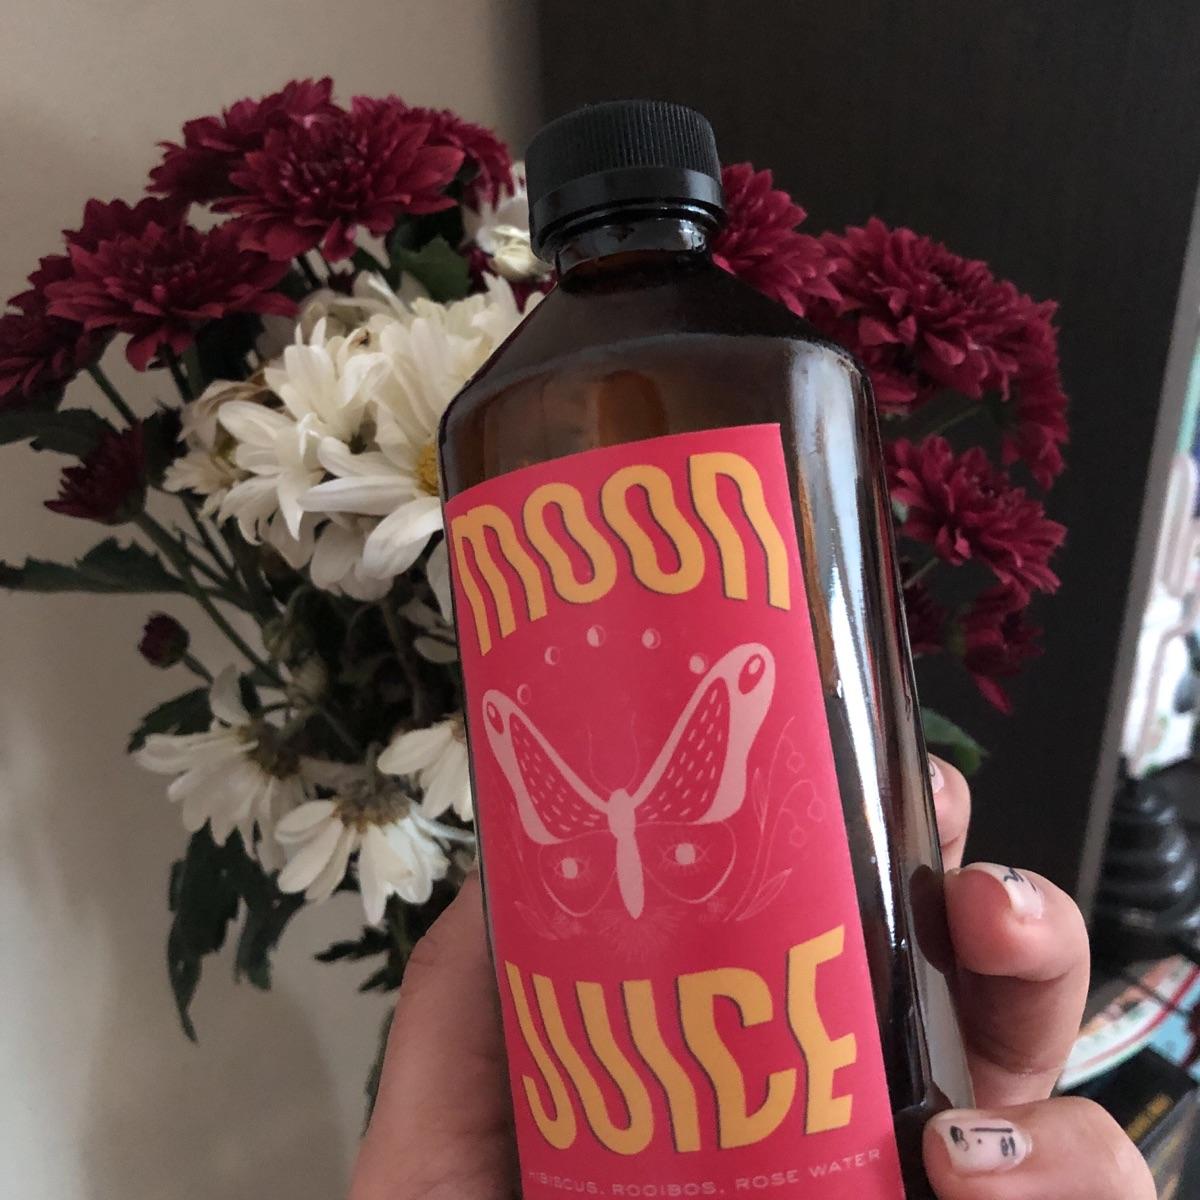 MOON
JUICE
HIBISCUS, ROOIBOS, ROSE WATER